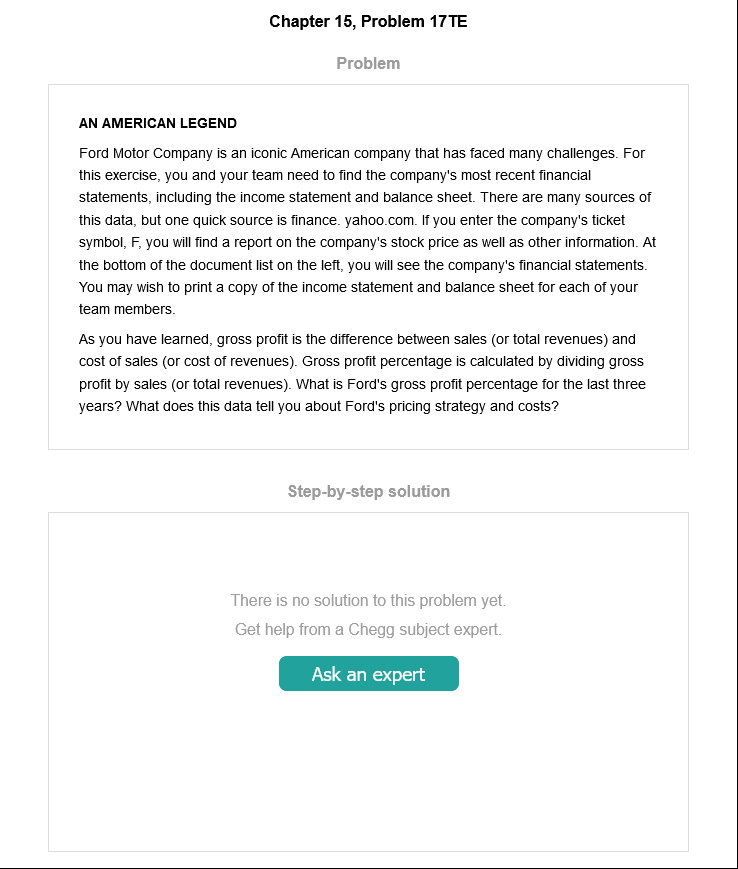 Chapter 15, Problem 17TE
Problem
AN AMERICAN LEGEND
Ford Motor Company is an iconic American company that has faced many challenges. For
this exercise, you and your team need to find the company's most recent financial
statements, including the income statement and balance sheet. There are many sources of
this data, but one quick source is finance. yahoo.com. If you enter the company's ticket
symbol, F, you will find a report on the company's stock price as well as other information. At
the bottom of the document list on the left, you will see the company's financial statements.
You may wish to print a copy of the income statement and balance sheet for each of your
team members.
As you have learned, gross profit is the difference between sales (or total revenues) and
cost of sales (or cost of revenues). Gross profit percentage is calculated by dividing gross
profit by sales (or total revenues). What is Ford's gross profit percentage for the last three
years? What does this data tell you about Ford's pricing strategy and costs?
Step-by-step solution
There is no solution to this problem yet.
Get help from a Chegg subject expert.
Ask an expert